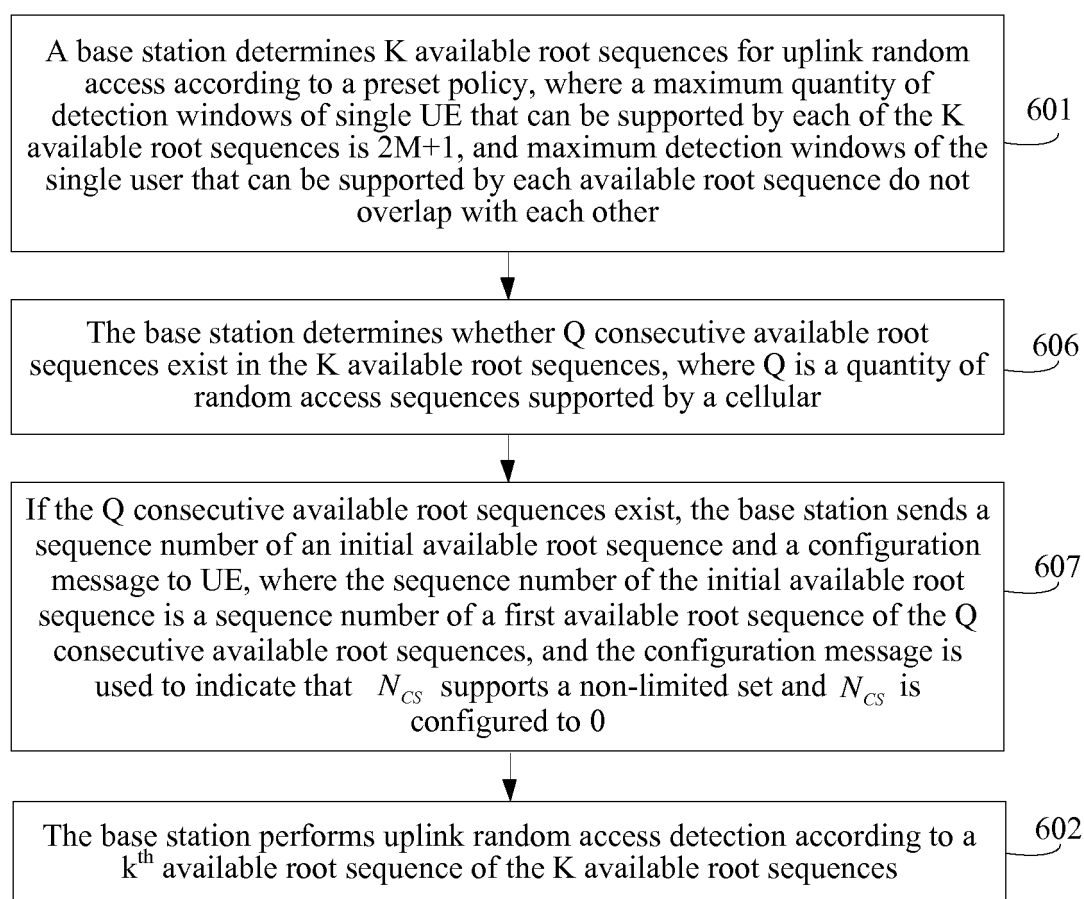 A base station determines K available root sequences for uplink random
access according to a preset policy, where a maximum quantity of
detection windows of single UE that can be supported by each of the K
available root sequences is 2M+1, and maximum detection windows of the
single user that can be supported by each available root sequence do not
overlap with each other
601
The base station determines whether Q consecutive available root
sequences exist in the K available root sequences, where Q is a quantity of
random access sequences supported by a cellular
606
If the Q consecutive available root sequences exist, the base station sends a
sequence number of an initial available root sequence and a configuration
message to UE, where the sequence number of the initial available root
sequence is a sequence number of a first available root sequence of the Q
consecutive available root sequences, and the configuration message is
used to indicate that N_CS supports a non-limited set and N_CS is
configured to 0
607
The base station performs uplink random access detection according to a
k^th available root sequence of the K available root sequences
602